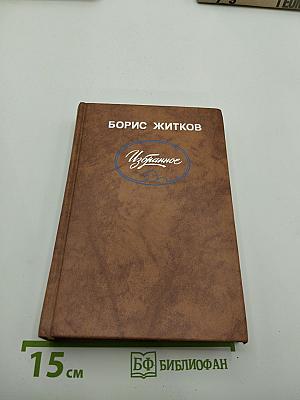 БОРИС ЖИТКОВ
Избранное
15 см
БФ БИБЛИОФАН